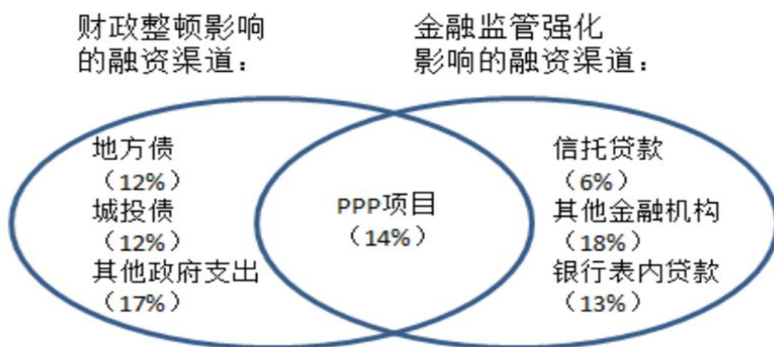 财政整顿影响
的融资渠道：
金融监管强化
影响的融资渠道：
地方债
（12%）
城投债
（12%）
其他政府支出
（17%）
PPP项目
（14%）
信托贷款
（6%）
其他金融机构
（18%）
银行表内贷款
（13%）